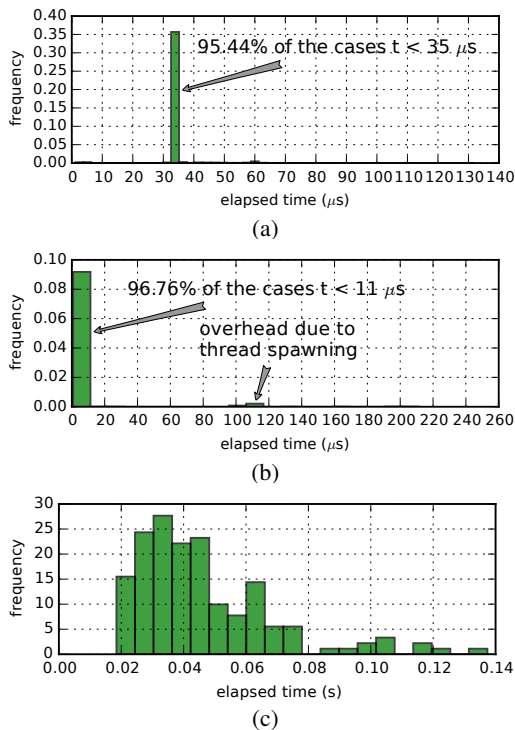 0.40
0.35
0.30
0.25
0.20
0.15
0.10
0.05
0.00
frequency
95.44% of the cases t < 35 μs
0 10 20 30 40 50 60 70 80 90 100 110 120 130 140
elapsed time (μs)
(a)
0.10
0.08
0.06
0.04
0.02
0.00
frequency
96.76% of the cases t < 11 μs
overhead due to
thread spawning
0 20 40 60 80 100 120 140 160 180 200 220 240 260
elapsed time (μs)
(b)
30
25
20
15
10
5
0
frequency
0.00 0.02 0.04 0.06 0.08 0.10 0.12 0.14
elapsed time (s)
(c)